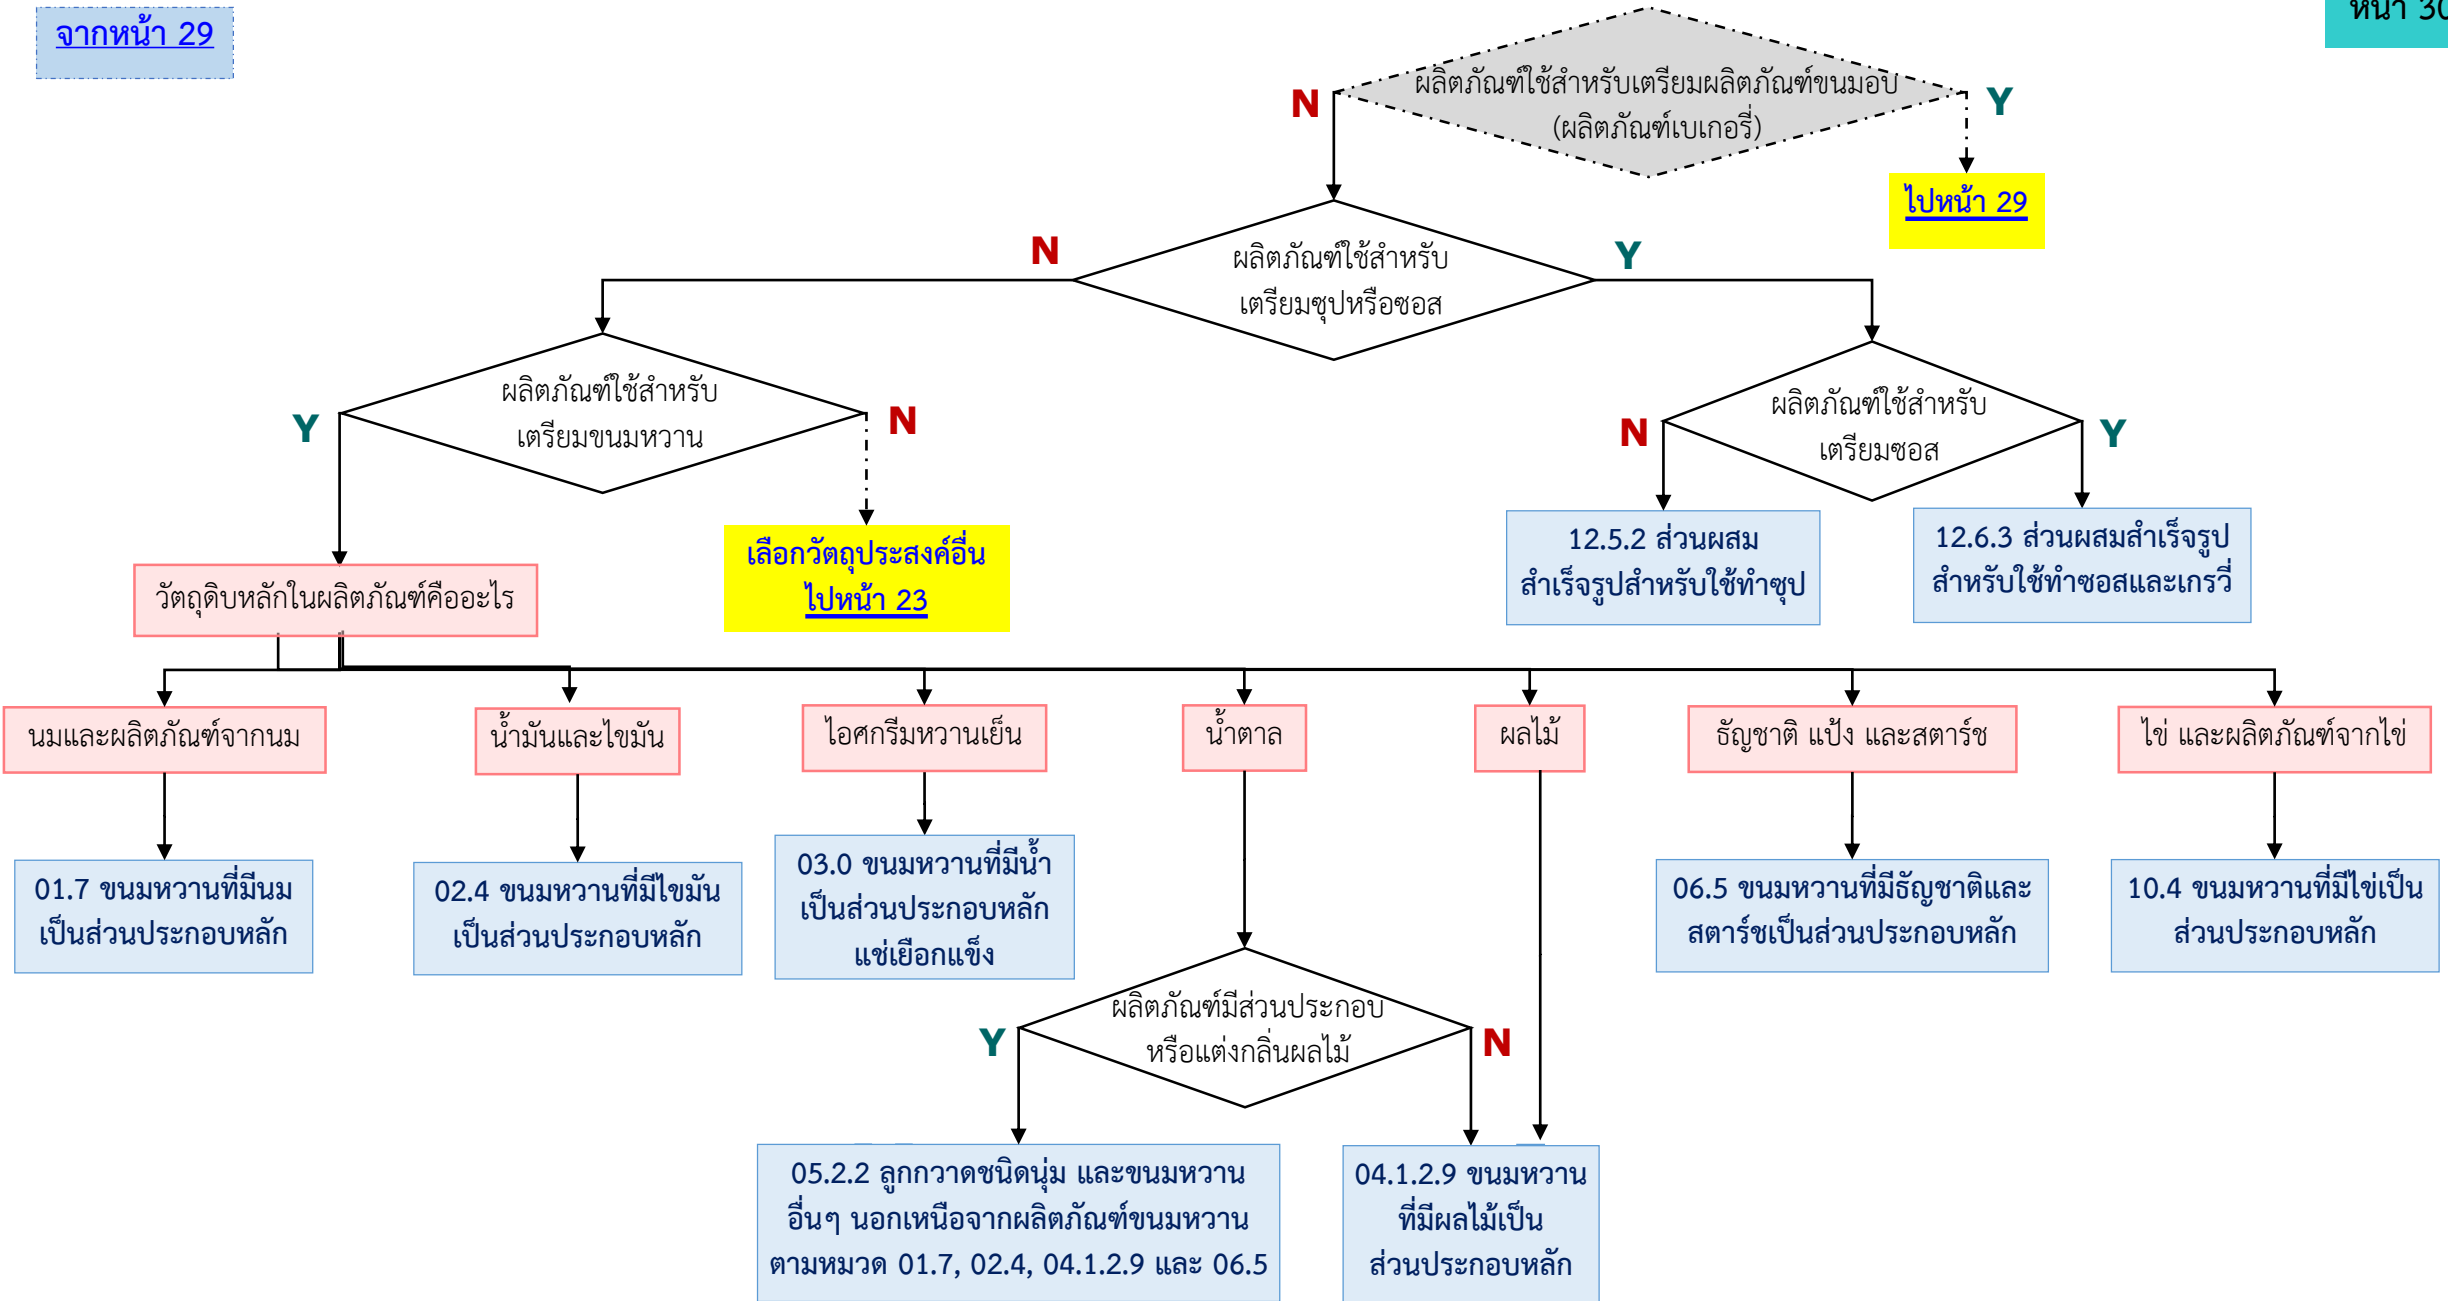 จากหน้า 29
หน้า 30
ผลิตภัณฑ์ใช้สำหรับเตรียมผลิตภัณฑ์ขนมอบ
(ผลิตภัณฑ์เบเกอรี่)
N
Y
ไปหน้า 29
ผลิตภัณฑ์ใช้สำหรับ
เตรียมซุปหรือซอส
N
Y
ผลิตภัณฑ์ใช้สำหรับ
เตรียมขนมหวาน
Y
N
ผลิตภัณฑ์ใช้สำหรับ
เตรียมซอส
N
Y
เลือกวัตถุประสงค์อื่น
ไปหน้า 23
12.5.2 ส่วนผสม
สำเร็จรูปสำหรับใช้ทำซุป
12.6.3 ส่วนผสมสำเร็จรูป
สำหรับใช้ทำซอสและเกรวี่
วัตถุดิบหลักในผลิตภัณฑ์คืออะไร
นมและผลิตภัณฑ์จากนม
น้ำมันและไขมัน
ไอศกรีมหวานเย็น
น้ำตาล
ผลไม้
ธัญชาติ แป้ง และสตาร์ช
ไข่ และผลิตภัณฑ์จากไข่
01.7 ขนมหวานที่มีนม
เป็นส่วนประกอบหลัก
02.4 ขนมหวานที่มีไขมัน
เป็นส่วนประกอบหลัก
03.0 ขนมหวานที่มีน้ำ
เป็นส่วนประกอบหลัก
แช่เยือกแข็ง
06.5 ขนมหวานที่มีธัญชาติและ
สตาร์ชเป็นส่วนประกอบหลัก
10.4 ขนมหวานที่มีไข่เป็น
ส่วนประกอบหลัก
ผลิตภัณฑ์มีส่วนประกอบ
หรือแต่งกลิ่นผลไม้
Y
N
05.2.2 ลูกกวาดชนิดนุ่ม และขนมหวาน
อื่นๆ นอกเหนือจากผลิตภัณฑ์ขนมหวาน
ตามหมวด 01.7, 02.4, 04.1.2.9 และ 06.5
04.1.2.9 ขนมหวาน
ที่มีผลไม้เป็น
ส่วนประกอบหลัก